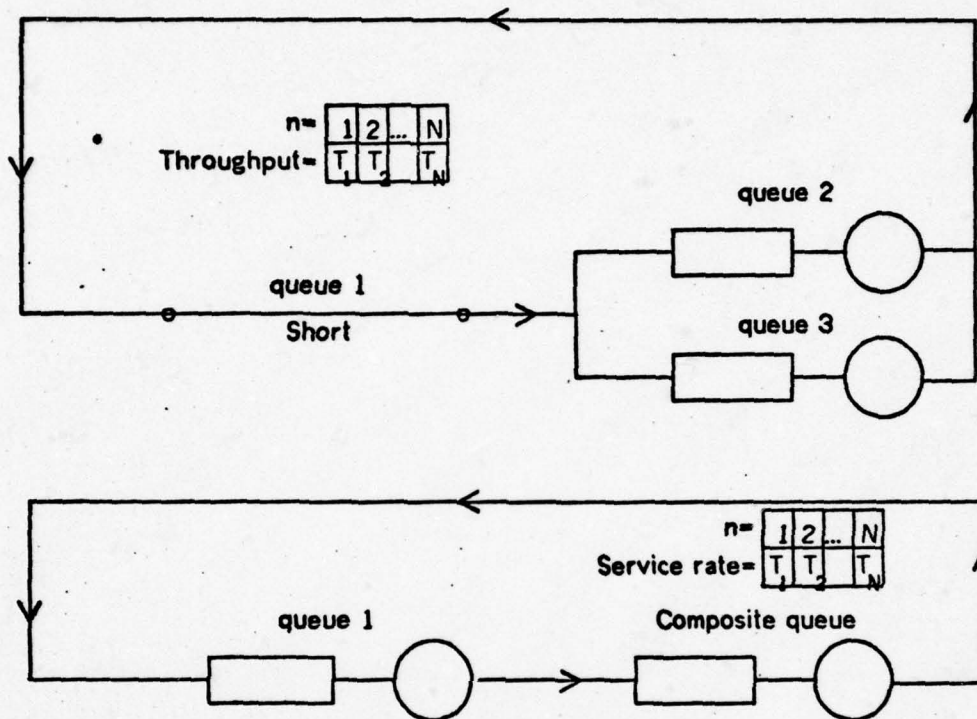 n= 1 2 ... N
Throughput= T1 T2 TN
queue 2
queue 1
Short
queue 3
n= 1 2 ... N
Service rate= T1 T2 TN
queue 1
Composite queue